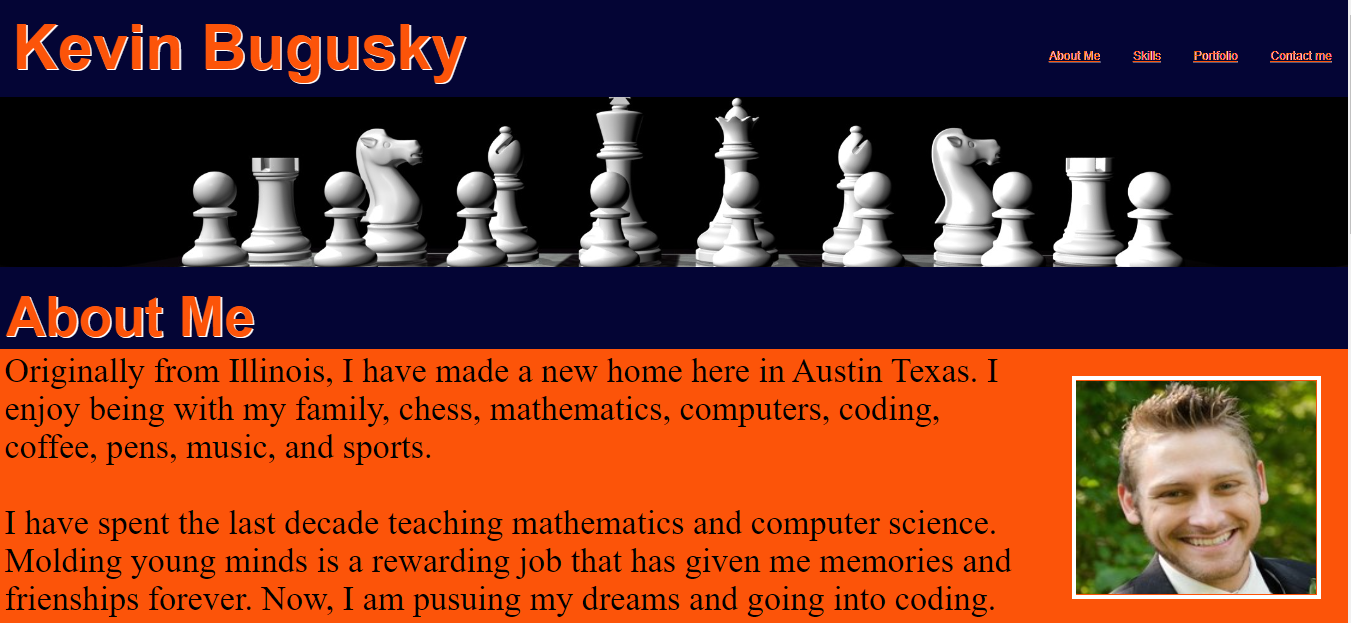 Kevin Bugusky
About Me Skills Portfolio Contact me
About Me
Originally from Illinois, I have made a new home here in Austin Texas. I
enjoy being with my family, chess, mathematics, computers, coding,
coffee, pens, music, and sports.
I have spent the last decade teaching mathematics and computer science.
Molding young minds is a rewarding job that has given me memories and
frienships forever. Now, I am pusuing my dreams and going into coding.